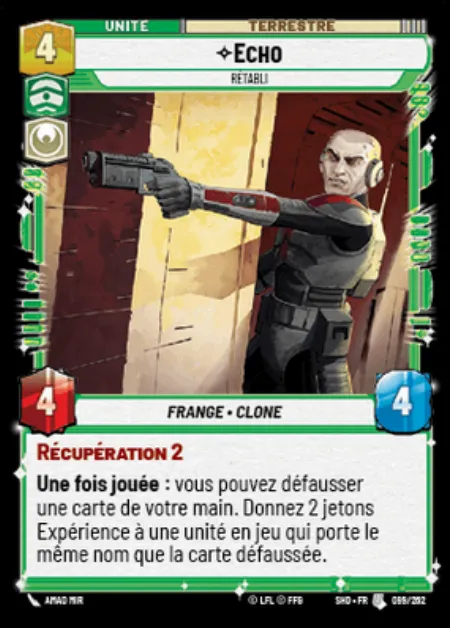 UNITÉ
TERRESTRE
4
Echo
RÉTABLI
4
4
FRANGE • CLONE
RÉCUPÉRATION 2
Une fois jouée : vous pouvez défausser
une carte de votre main. Donnez 2 jetons
Expérience à une unité en jeu qui porte le
même nom que la carte défaussée.
AMAD MIR
© LFL © FFG
SHD • FR
099/262